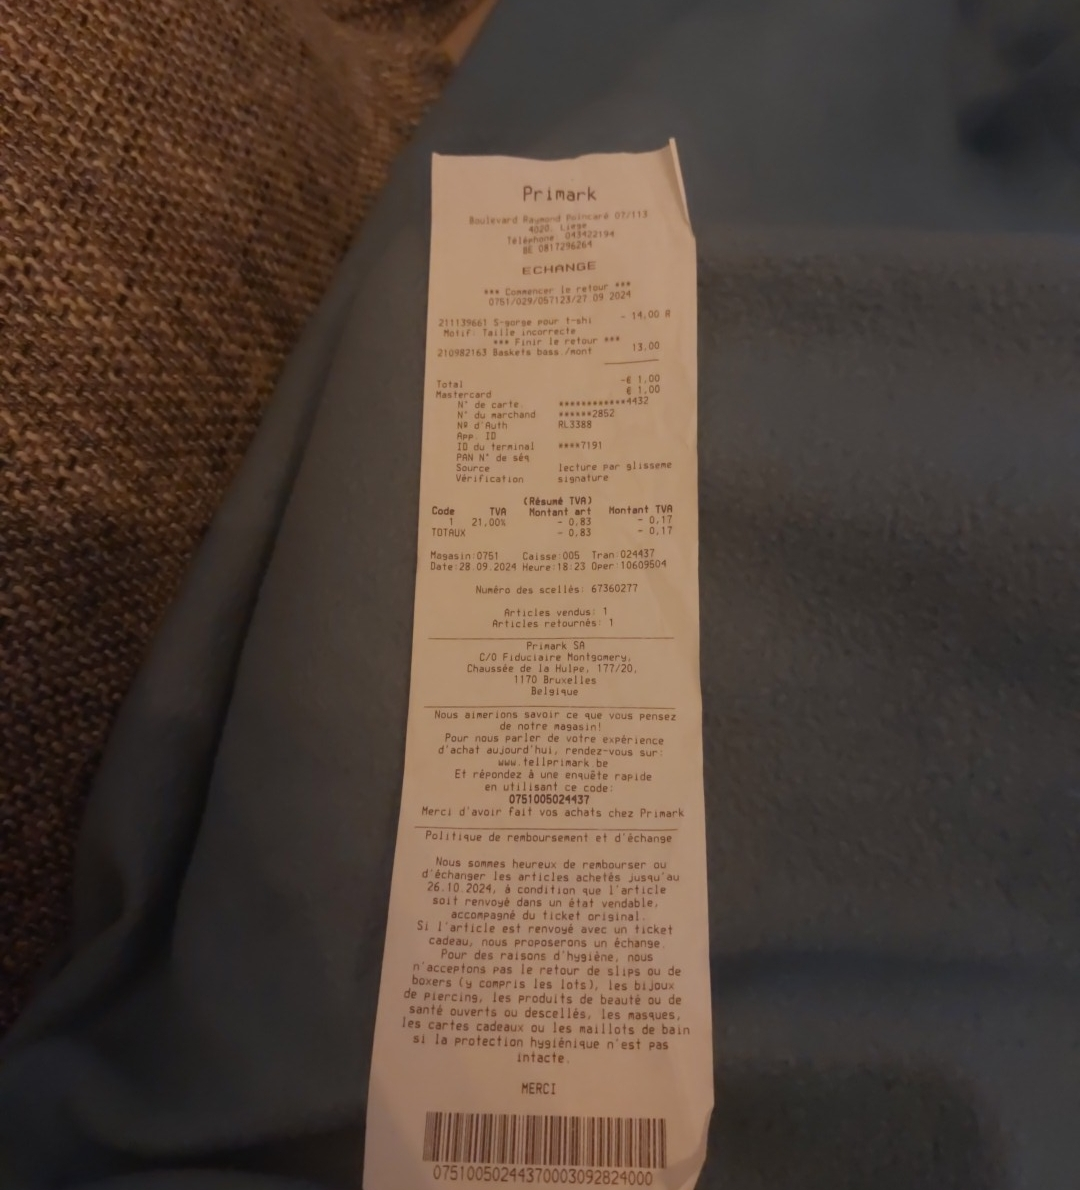 Primark
Boulevard Raymond Poincaré 07/113
4020, Liège
Téléphone 043422194
BE 0817296264
ECHANGE
*** Commencer le retour ***
0751/029/057123/27 09 2024
211139661 S-gorge pour t-shi - 14,00 R
Motif: Taille incorrecte
*** Finir le retour ***
210982163 Baskets bass /mont 13,00
Total -€ 1,00
Mastercard € 1,00
N° de carte. ************4432
N° du marchand ******2852
Nº d'Auth RL3388
App. ID
ID du terminal ****7191
PAN N° de séq
Source lecture par glisseme
Vérification signature
(Résumé TVA)
Code TVA Montant art Montant TVA
1 21,00% - 0,83 - 0,17
TOTAUX - 0,83 - 0,17
Magasin:0751 Caisse:005 Tran:024437
Date:28.09.2024 Heure:18:23 Oper:10609504
Numéro des scellés: 67360277
Articles vendus: 1
Articles retournés: 1
Primark SA
C/O Fiduciaire Montgomery,
Chaussée de la Hulpe, 177/20,
1170 Bruxelles
Belgique
Nous aimerions savoir ce que vous pensez
de notre magasin!
Pour nous parler de votre expérience
d'achat aujourd'hui, rendez-vous sur:
www.tellprimark.be
Et répondez à une enquête rapide
en utilisant ce code:
0751005024437
Merci d'avoir fait vos achats chez Primark
Politique de remboursement et d'échange
Nous sommes heureux de rembourser ou
d'échanger les articles achetés jusqu'au
26.10.2024, à condition que l'article
soit renvoyé dans un état vendable,
accompagné du ticket original.
Si l'article est renvoyé avec un ticket
cadeau, nous proposerons un échange.
Pour des raisons d'hygiène, nous
n'acceptons pas le retour de slips ou de
boxers (y compris les lots), les bijoux
de piercing, les produits de beauté ou de
santé ouverts ou descellés, les masques,
les cartes cadeaux ou les maillots de bain
si la protection hygiénique n'est pas
intacte.
MERCI
07510050244370003092824000